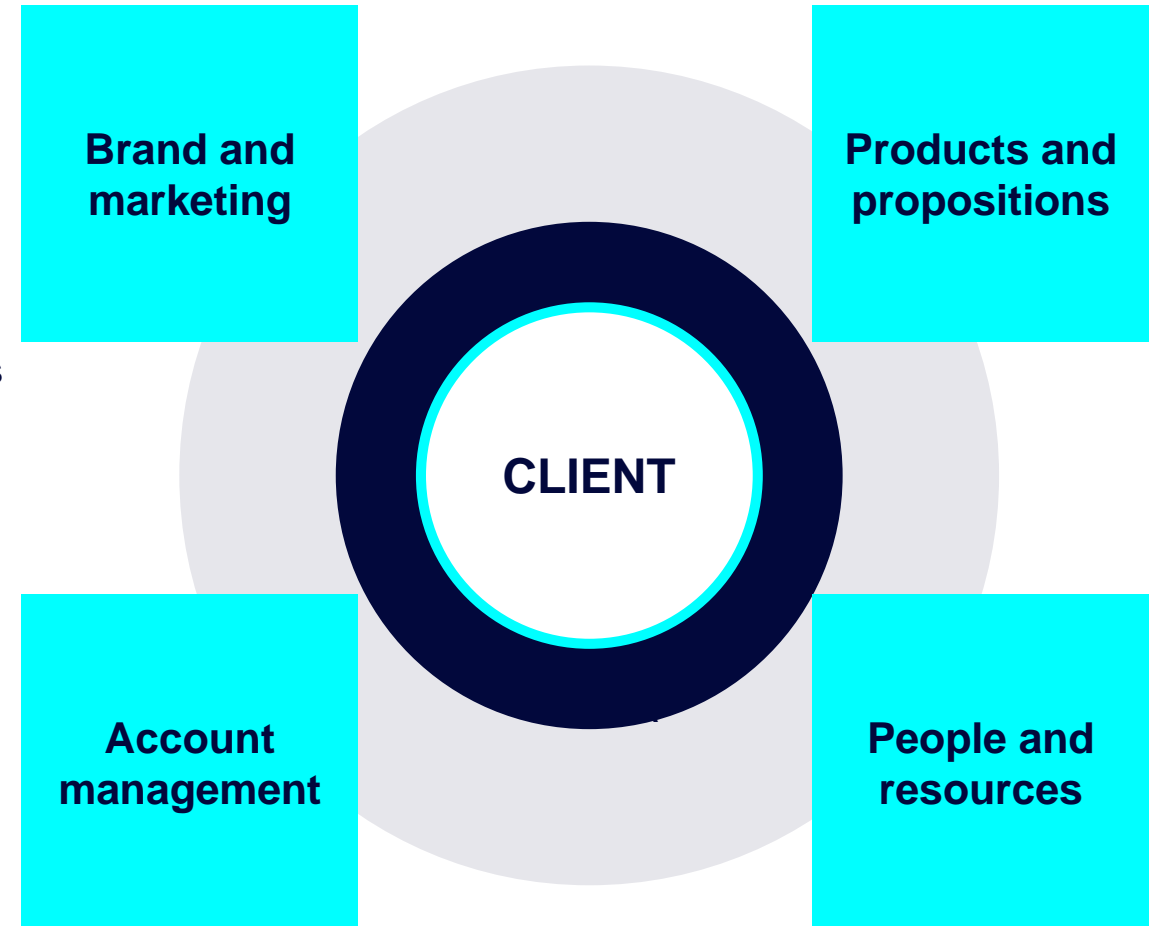 Brand and
marketing
Products and
propositions
s
CLIENT
Account
management
People and
resources